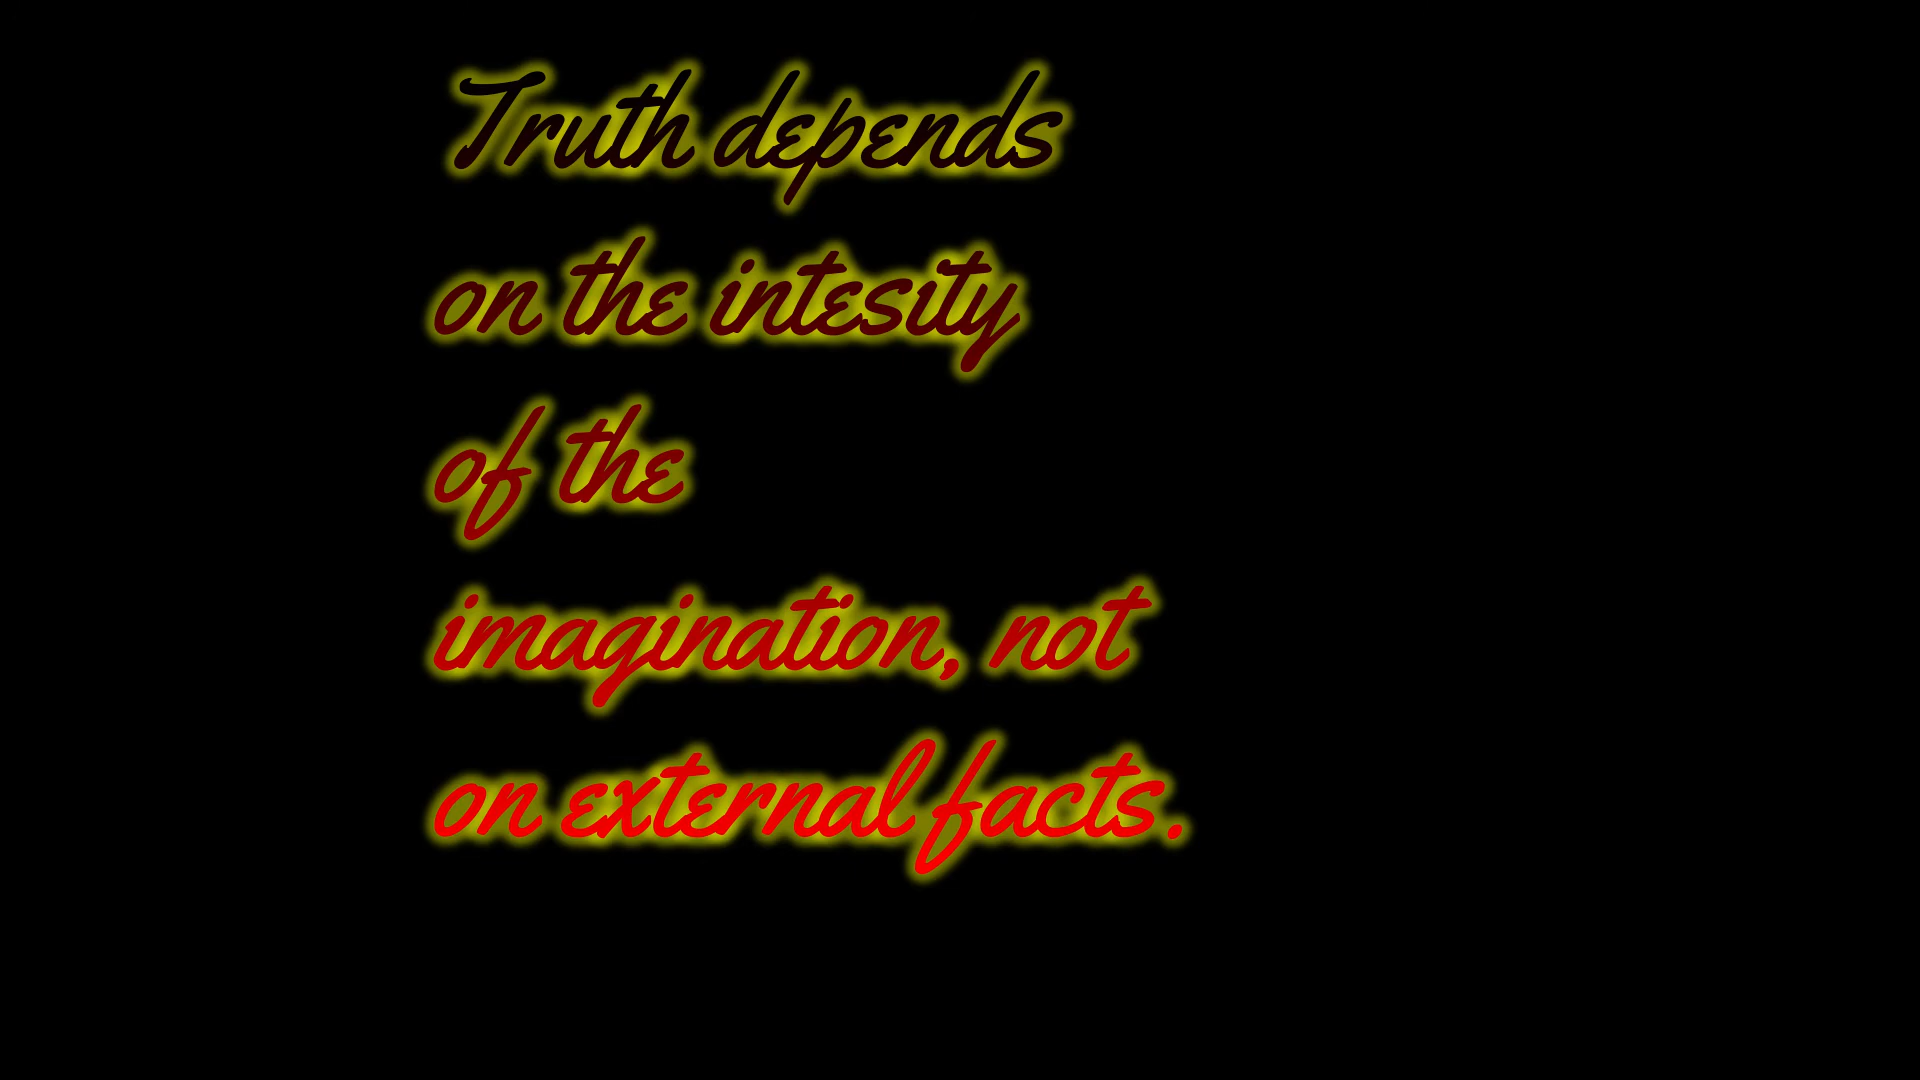 Truth depends
on the intesity
of the
imagination, not
on external facts.